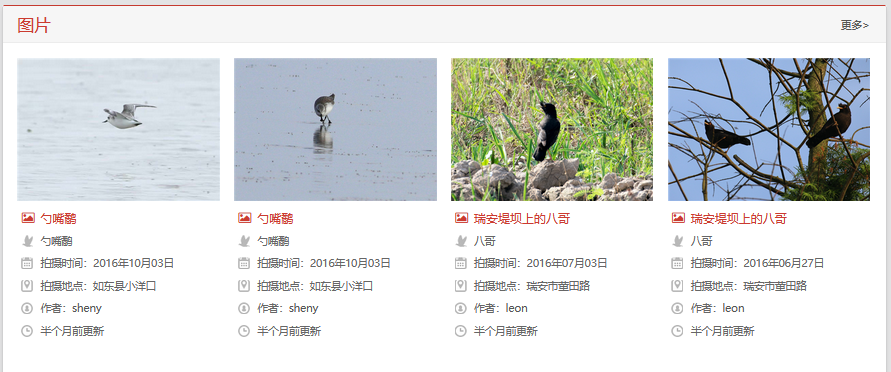 图片
更多>
勺嘴鹬
勺嘴鹬
拍摄时间：2016年10月03日
拍摄地点：如东县小洋口
作者：sheny
半个月前更新
勺嘴鹬
勺嘴鹬
拍摄时间：2016年10月03日
拍摄地点：如东县小洋口
作者：sheny
半个月前更新
瑞安堤坝上的八哥
八哥
拍摄时间：2016年07月03日
拍摄地点：瑞安市莘田路
作者：leon
半个月前更新
瑞安堤坝上的八哥
八哥
拍摄时间：2016年06月27日
拍摄地点：瑞安市莘田路
作者：leon
半个月前更新